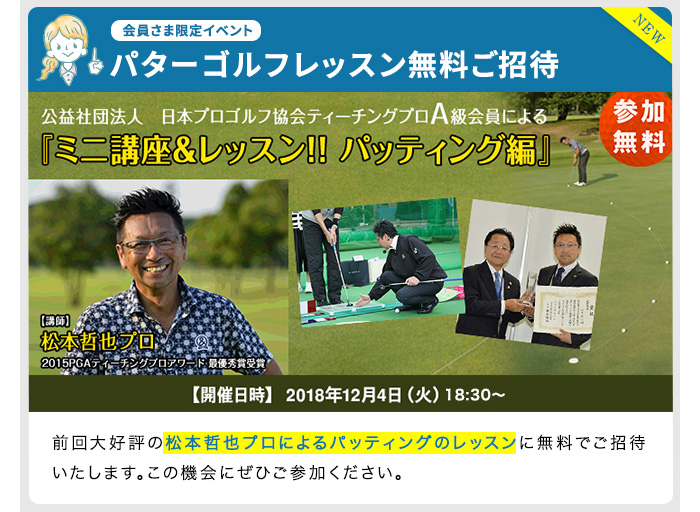 会員さま限定イベント
NEW
パターゴルフレッスン無料ご招待
公益社団法人 日本プロゴルフ協会ティーチングプロA級会員による
参加
無料
『ミニ講座&レッスン!! パッティング編』
【講師】
松本哲也プロ
2015PGAティーチングプロアワード 最優秀賞受賞
【開催日時】 2018年12月4日（火）18:30〜
前回大好評の松本哲也プロによるパッティングのレッスンに無料でご招待
いたします。この機会にぜひご参加ください。